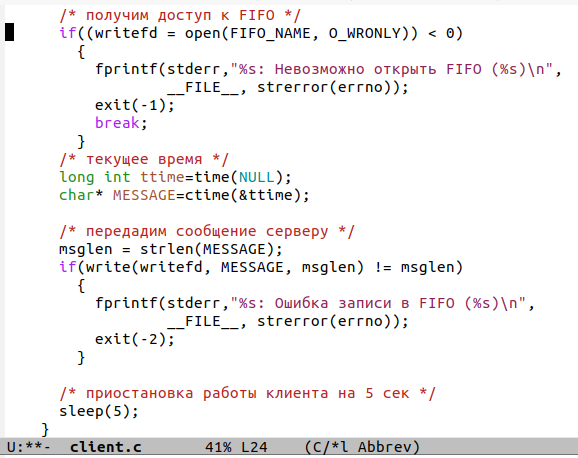 /* получим доступ к FIFO */
if((writefd = open(FIFO_NAME, O_WRONLY)) < 0)
{
fprintf(stderr,"%s: Невозможно открыть FIFO (%s)\n",
__FILE__, strerror(errno));
exit(-1);
break;
}
/* текущее время */
long int ttime=time(NULL);
char* MESSAGE=ctime(&ttime);
/* передадим сообщение серверу */
msglen = strlen(MESSAGE);
if(write(writefd, MESSAGE, msglen) != msglen)
{
fprintf(stderr,"%s: Ошибка записи в FIFO (%s)\n",
__FILE__, strerror(errno));
exit(-2);
}
/* приостановка работы клиента на 5 сек */
sleep(5);
}
U:**-  client.c       41% L24    (C/*l Abbrev)